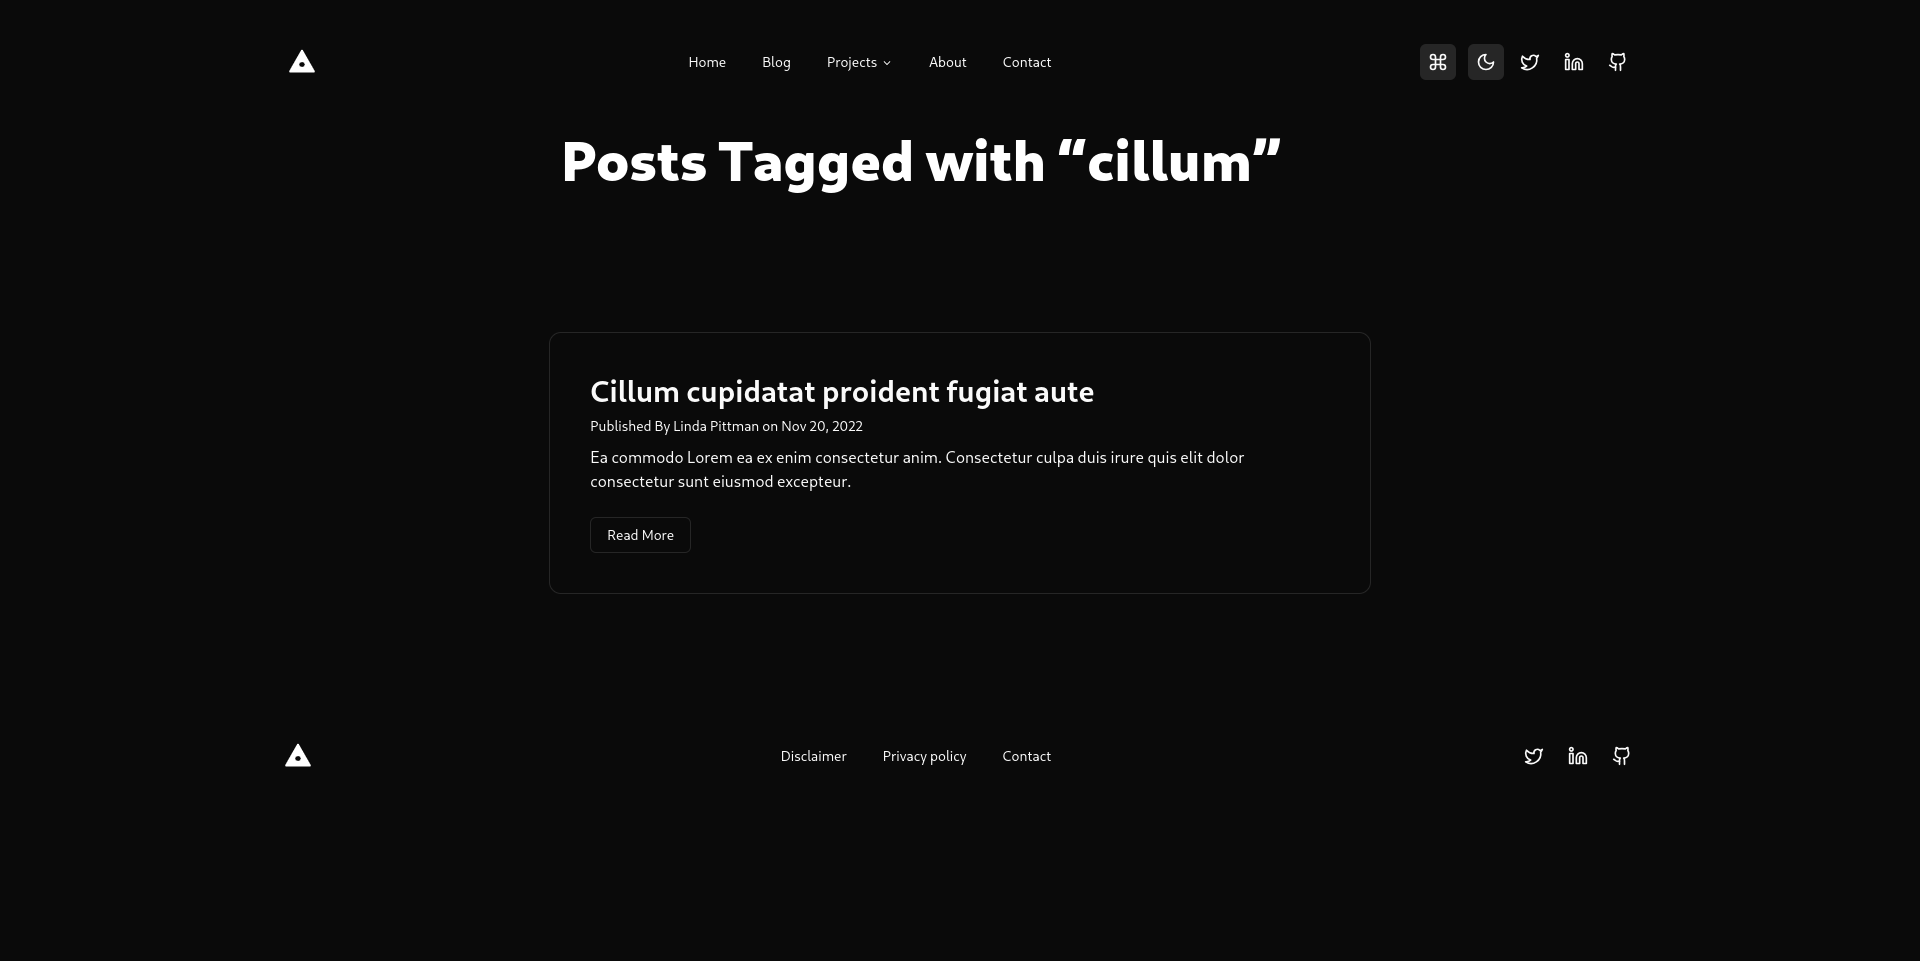 Home Blog Projects About Contact
Posts Tagged with “cillum”
Cillum cupidatat proident fugiat aute
Published By Linda Pittman on Nov 20, 2022
Ea commodo Lorem ea ex enim consectetur anim. Consectetur culpa duis irure quis elit dolor
consectetur sunt eiusmod excepteur.
Read More
Disclaimer Privacy policy Contact